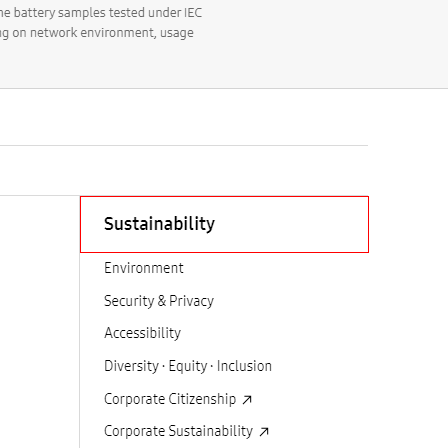 battery samples tested under IEC
on network environment, usage
Sustainability
Environment
Security & Privacy
Accessibility
Diversity · Equity · Inclusion
Corporate Citizenship ↗
Corporate Sustainability ↗